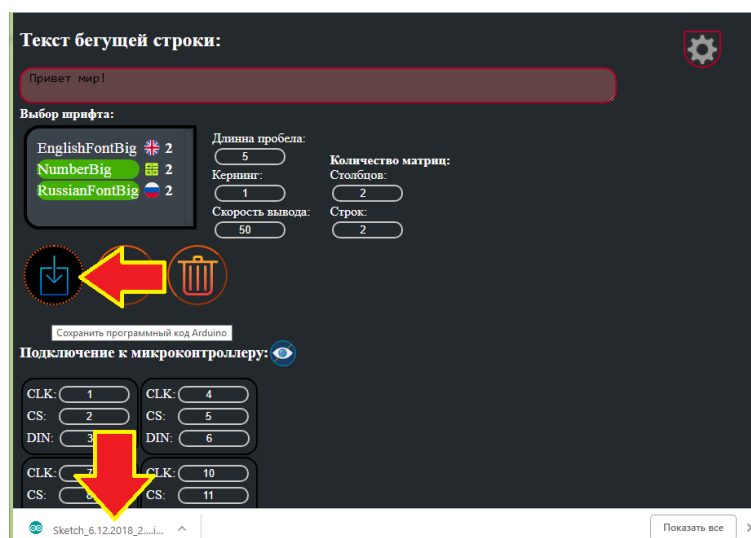 Текст бегущей строки:
Привет мир!
Выбор шрифта:
EnglishFontBig 2
NumberBig 2
RussianFontBig 2
Длинна пробела:
5
Кернинг:
1
Скорость вывода:
50
Количество матриц:
Столбцов:
2
Строк:
2
Сохранить программный код Arduino
Подключение к микроконтроллеру:
CLK: 1 CLK: 4
CS: 2 CS: 5
DIN: 3 DIN: 6
CLK: 7 CLK: 10
CS: 8 CS: 11
Sketch_6.12.2018_2....i...
Показать все